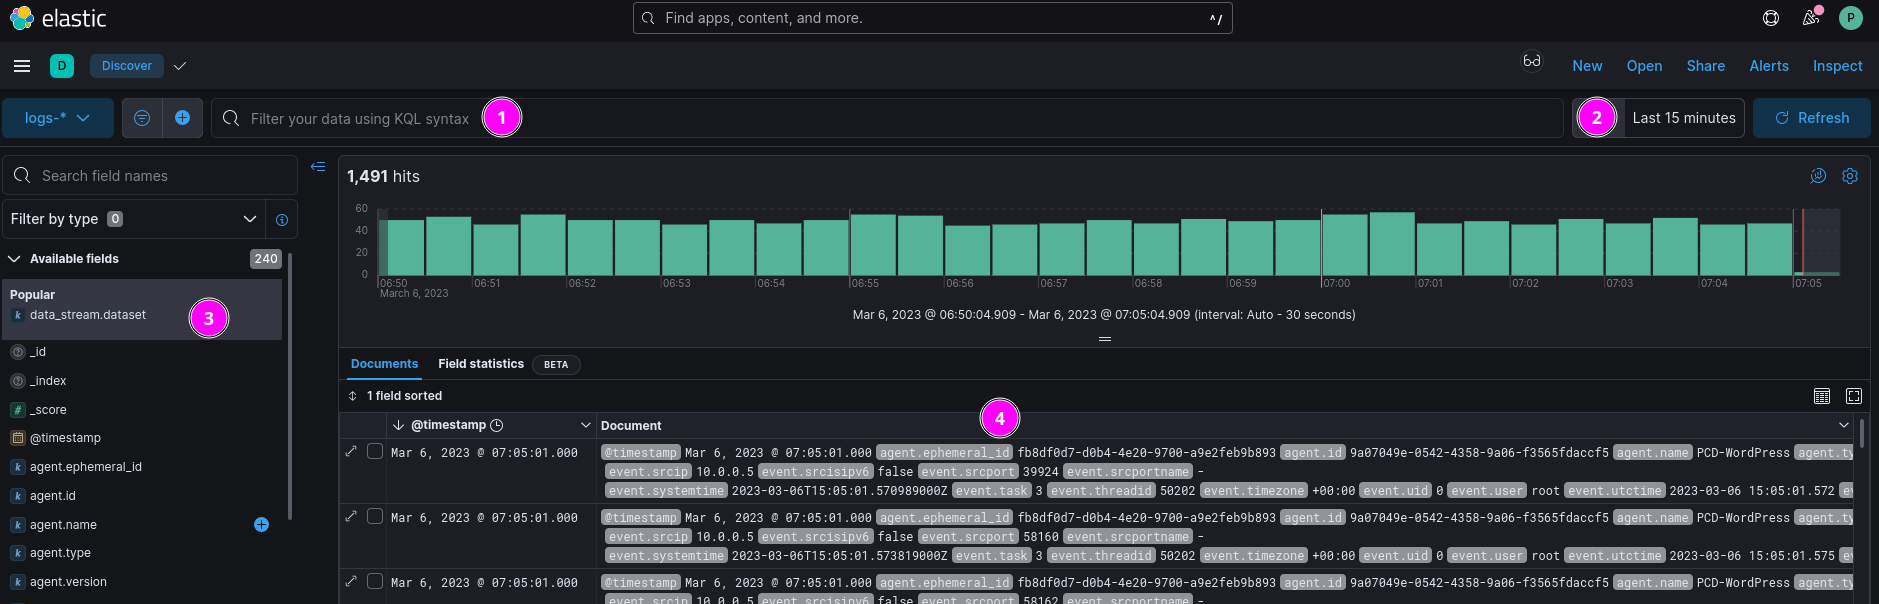 elastic
Find apps, content, and more.
^/
P
D
Discover
New
Open
Share
Alerts
Inspect
logs-*
Filter your data using KQL syntax
1
2
Last 15 minutes
Refresh
Search field names
Filter by type 0
Available fields 240
Popular
data_stream.dataset
3
_id
_index
# _score
@timestamp
k agent.ephemeral_id
k agent.id
k agent.name
k agent.type
k agent.version
1,491 hits
60
40
20
0
06:50 06:51 06:52 06:53 06:54 06:55 06:56 06:57 06:58 06:59 07:00 07:01 07:02 07:03 07:04 07:05
March 6, 2023
Mar 6, 2023 @ 06:50:04.909 - Mar 6, 2023 @ 07:05:04.909 (interval: Auto - 30 seconds)
Documents
Field statistics
BETA
1 field sorted
4
@timestamp
Document
Mar 6, 2023 @ 07:05:01.000 @timestamp Mar 6, 2023 @ 07:05:01.000 agent.ephemeral_id fb8df0d7-d0b4-4e20-9700-a9e2feb9b893 agent.id 9a07049e-0542-4358-9a06-f3565fdaccf5 agent.name PCD-WordPress agent.ty
event.srcip 10.0.0.5 event.srcisipv6 false event.srcport 39924 event.srcportname -
event.systemtime 2023-03-06T15:05:01.570989000Z event.task 3 event.threadid 50202 event.timezone +00:00 event.uid 0 event.user root event.utctime 2023-03-06 15:05:01.572 ev
Mar 6, 2023 @ 07:05:01.000 @timestamp Mar 6, 2023 @ 07:05:01.000 agent.ephemeral_id fb8df0d7-d0b4-4e20-9700-a9e2feb9b893 agent.id 9a07049e-0542-4358-9a06-f3565fdaccf5 agent.name PCD-WordPress agent.ty
event.srcip 10.0.0.5 event.srcisipv6 false event.srcport 58160 event.srcportname -
event.systemtime 2023-03-06T15:05:01.573819000Z event.task 3 event.threadid 50202 event.timezone +00:00 event.uid 0 event.user root event.utctime 2023-03-06 15:05:01.575 ev
Mar 6, 2023 @ 07:05:01.000 @timestamp Mar 6, 2023 @ 07:05:01.000 agent.ephemeral_id fb8df0d7-d0b4-4e20-9700-a9e2feb9b893 agent.id 9a07049e-0542-4358-9a06-f3565fdaccf5 agent.name PCD-WordPress agent.ty
event.srcip 10.0.0.5 event.srcisipv6 false event.srcport 58162 event.srcportname -